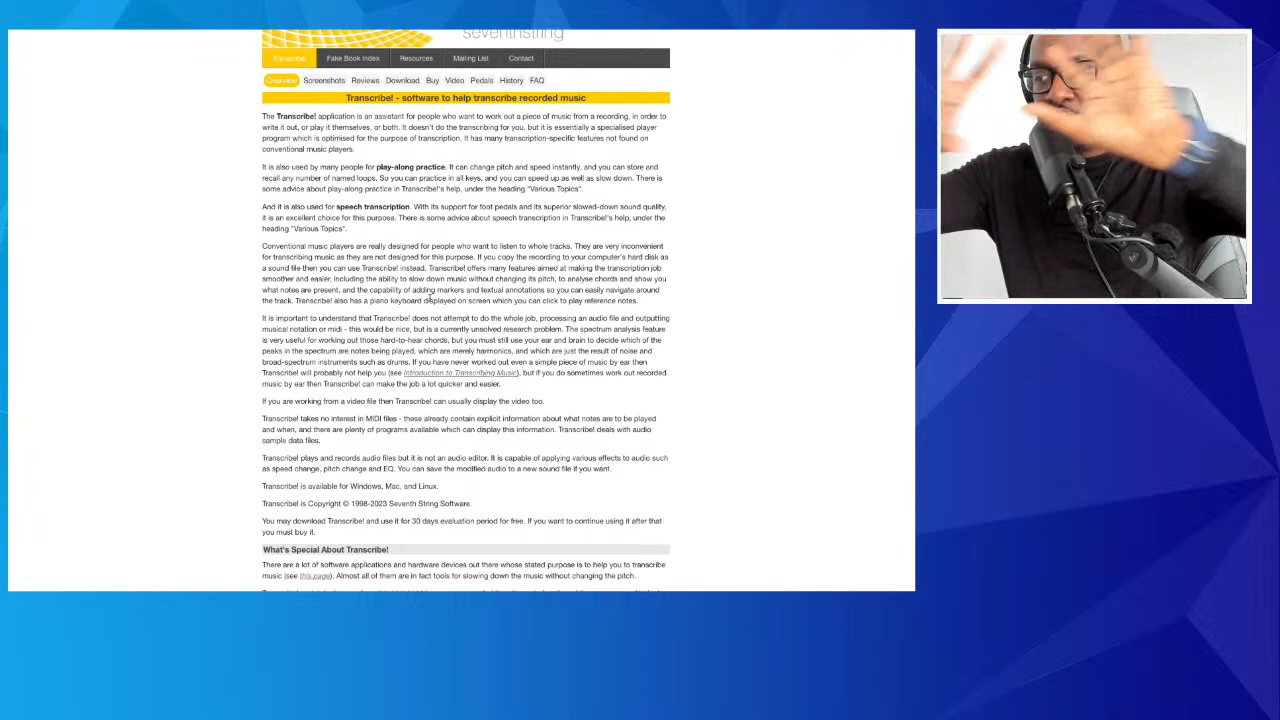 seventhstring
Transcribe! Fake Book Index Resources Mailing List Contact
Overview Screenshots Reviews Download Buy Video Pedals History FAQ
Transcribe! - software to help transcribe recorded music
The Transcribe! application is an assistant for people who want to work out a piece of music from a recording, in order to
write it out, or play it themselves, or both. It doesn't do the transcribing for you, but it is essentially a specialised player
program which is optimised for the purpose of transcription. It has many transcription-specific features not found on
conventional music players.
It is also used by many people for play-along practice. It can change pitch and speed instantly, and you can store and
recall any number of named loops. So you can practice in all keys, and you can speed up as well as slow down. There is
some advice about play-along practice in Transcribe!'s help, under the heading "Various Topics".
And it is also used for speech transcription. With its support for foot pedals and its superior slowed-down sound quality,
it is an excellent choice for this purpose. There is some advice about speech transcription in Transcribe!'s help, under the
heading "Various Topics".
Conventional music players are really designed for people who want to listen to whole tracks. They are very inconvenient
for transcribing music as they are not designed for this purpose. If you copy the recording to your computer's hard disk as
a sound file then you can use Transcribe! instead. Transcribe! offers many features aimed at making the transcription job
smoother and easier, including the ability to slow down music without changing its pitch, to analyse chords and show you
what notes are present, and the capability of adding markers and textual annotations so you can easily navigate around
the track. Transcribe! also has a piano keyboard displayed on screen which you can click to play reference notes.
It is important to understand that Transcribe! does not attempt to do the whole job, processing an audio file and outputting
musical notation or midi - this would be nice, but is a currently unsolved research problem. The spectrum analysis feature
is very useful for working out those hard-to-hear chords, but you must still use your ear and brain to decide which of the
peaks in the spectrum are notes being played, which are merely harmonics, and which are just the result of noise and
broad-spectrum instruments such as drums. If you have never worked out even a simple piece of music by ear then
Transcribe! will probably not help you (see Introduction to Transcribing Music), but if you do sometimes work out recorded
music by ear then Transcribe! can make the job a lot quicker and easier.
If you are working from a video file then Transcribe! can usually display the video too.
Transcribe! takes no interest in MIDI files - these already contain explicit information about what notes are to be played
and when, and there are plenty of programs available which can display this information. Transcribe! deals with audio
sample data files.
Transcribe! plays and records audio files but it is not an audio editor. It is capable of applying various effects to audio such
as speed change, pitch change and EQ. You can save the modified audio to a new sound file if you want.
Transcribe! is available for Windows, Mac, and Linux.
Transcribe! is Copyright © 1998-2023 Seventh String Software.
You may download Transcribe! and use it for 30 days evaluation period for free. If you want to continue using it after that
you must buy it.
What's Special About Transcribe!
There are a lot of software applications and hardware devices out there whose stated purpose is to help you to transcribe
music (see this page). Almost all of them are in fact tools for slowing down the music without changing the pitch.